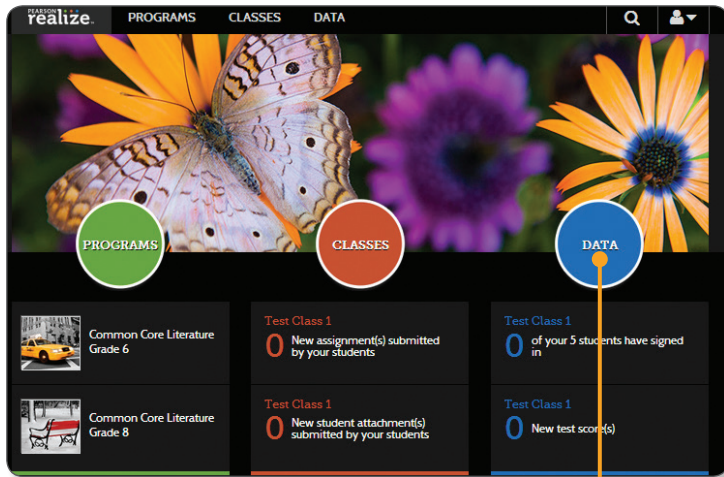 PEARSON
realize™
PROGRAMS CLASSES DATA
PROGRAMS
CLASSES
DATA
Common Core Literature
Grade 6
Common Core Literature
Grade 8
Test Class 1
0 New assignment(s) submitted
by your students
Test Class 1
0 New student attachment(s)
submitted by your students
Test Class 1
0 of your 5 students have signed
in
Test Class 1
0 New test score(s)